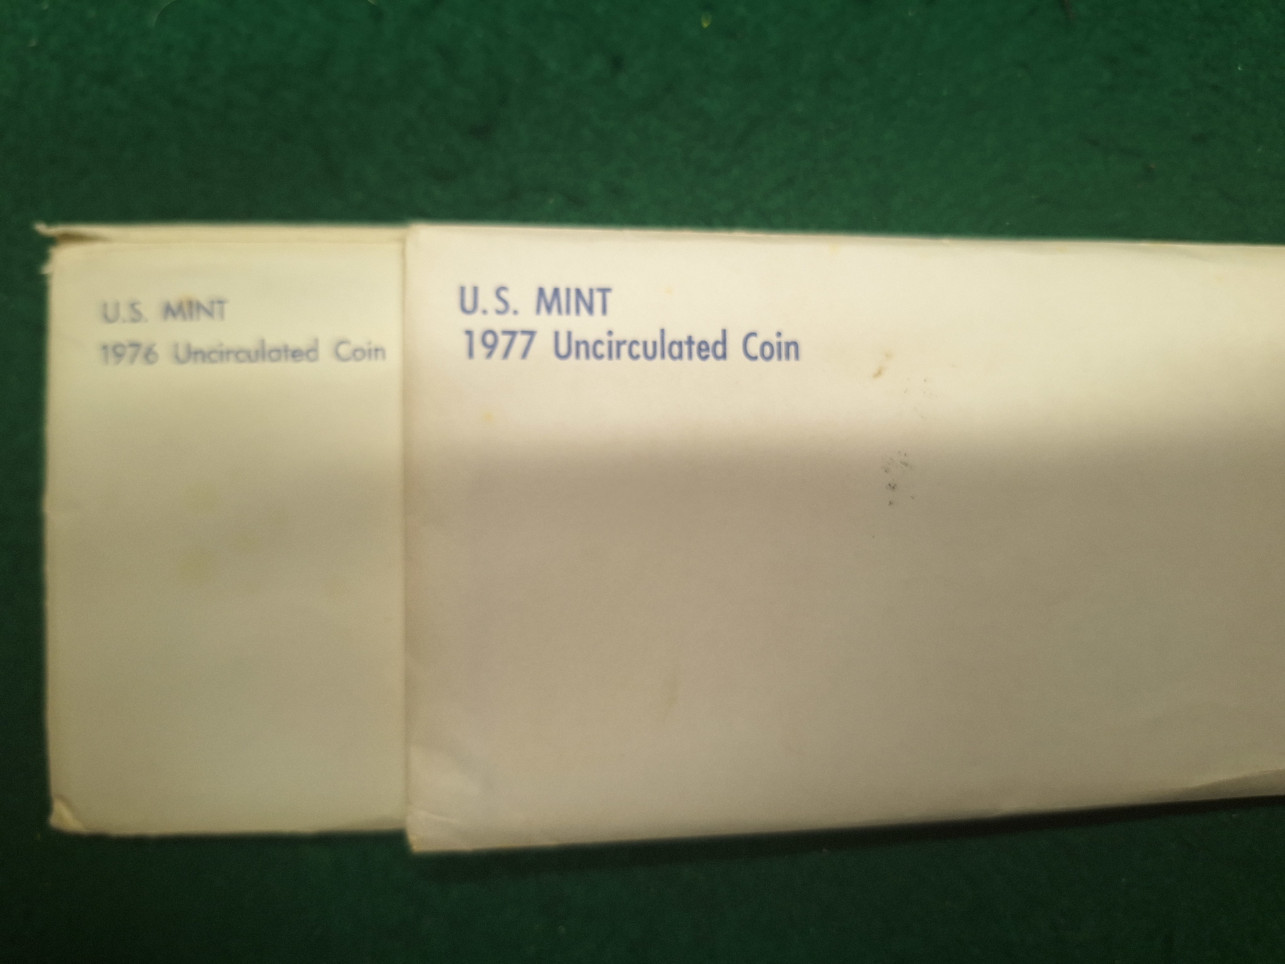 U.S. MINT
1976 Uncirculated Coin
U.S. MINT
1977 Uncirculated Coin